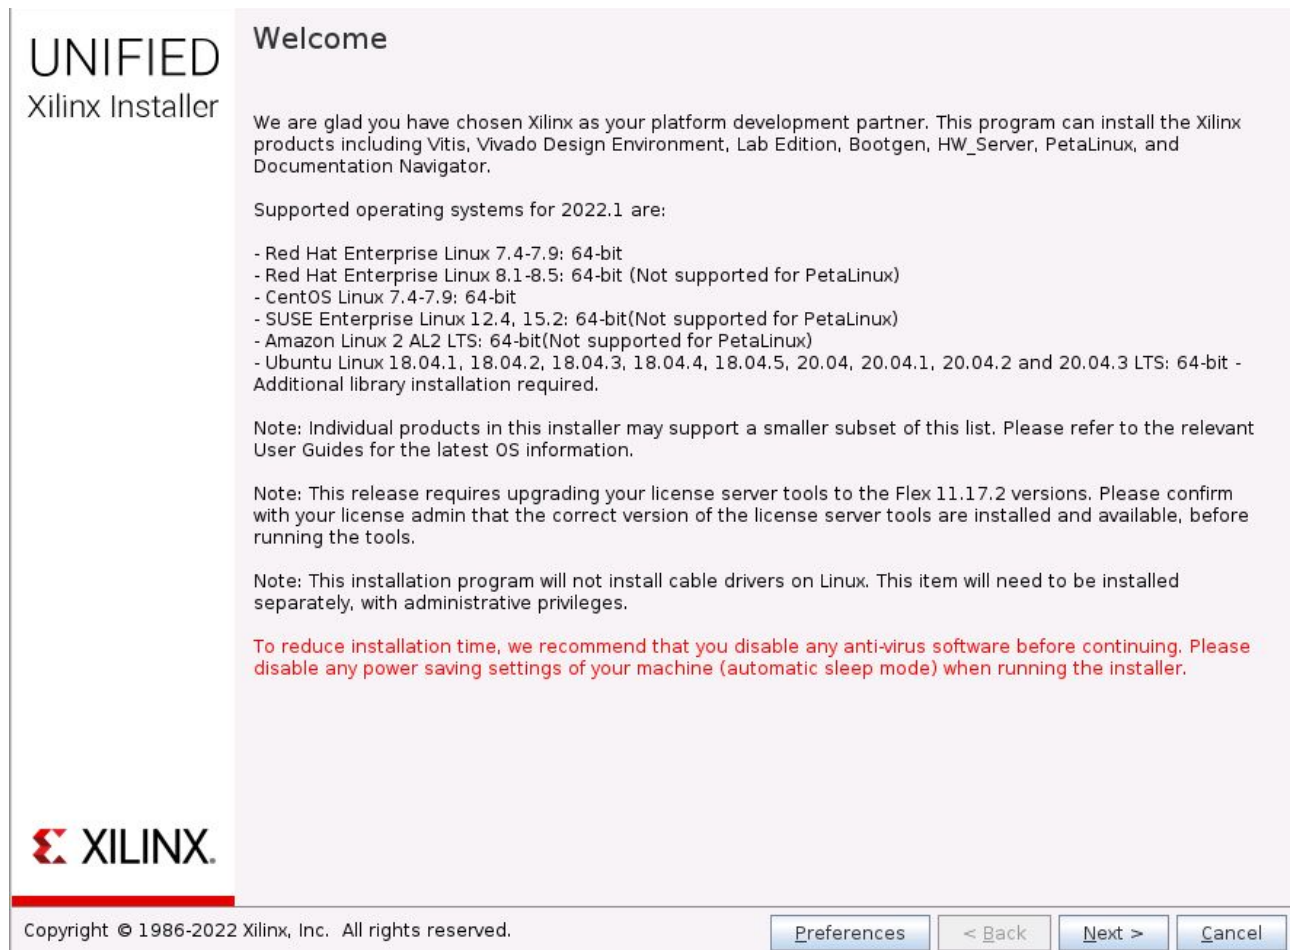 UNIFIED
Xilinx Installer
Welcome
We are glad you have chosen Xilinx as your platform development partner. This program can install the Xilinx
products including Vitis, Vivado Design Environment, Lab Edition, Bootgen, HW_Server, PetaLinux, and
Documentation Navigator.
Supported operating systems for 2022.1 are:
- Red Hat Enterprise Linux 7.4-7.9: 64-bit
- Red Hat Enterprise Linux 8.1-8.5: 64-bit (Not supported for PetaLinux)
- CentOS Linux 7.4-7.9: 64-bit
- SUSE Enterprise Linux 12.4, 15.2: 64-bit(Not supported for PetaLinux)
- Amazon Linux 2 AL2 LTS: 64-bit(Not supported for PetaLinux)
- Ubuntu Linux 18.04.1, 18.04.2, 18.04.3, 18.04.4, 18.04.5, 20.04, 20.04.1, 20.04.2 and 20.04.3 LTS: 64-bit -
Additional library installation required.
Note: Individual products in this installer may support a smaller subset of this list. Please refer to the relevant
User Guides for the latest OS information.
Note: This release requires upgrading your license server tools to the Flex 11.17.2 versions. Please confirm
with your license admin that the correct version of the license server tools are installed and available, before
running the tools.
Note: This installation program will not install cable drivers on Linux. This item will need to be installed
separately, with administrative privileges.
To reduce installation time, we recommend that you disable any anti-virus software before continuing. Please
disable any power saving settings of your machine (automatic sleep mode) when running the installer.
XILINX.
Copyright © 1986-2022 Xilinx, Inc. All rights reserved.
Preferences
< Back
Next >
Cancel